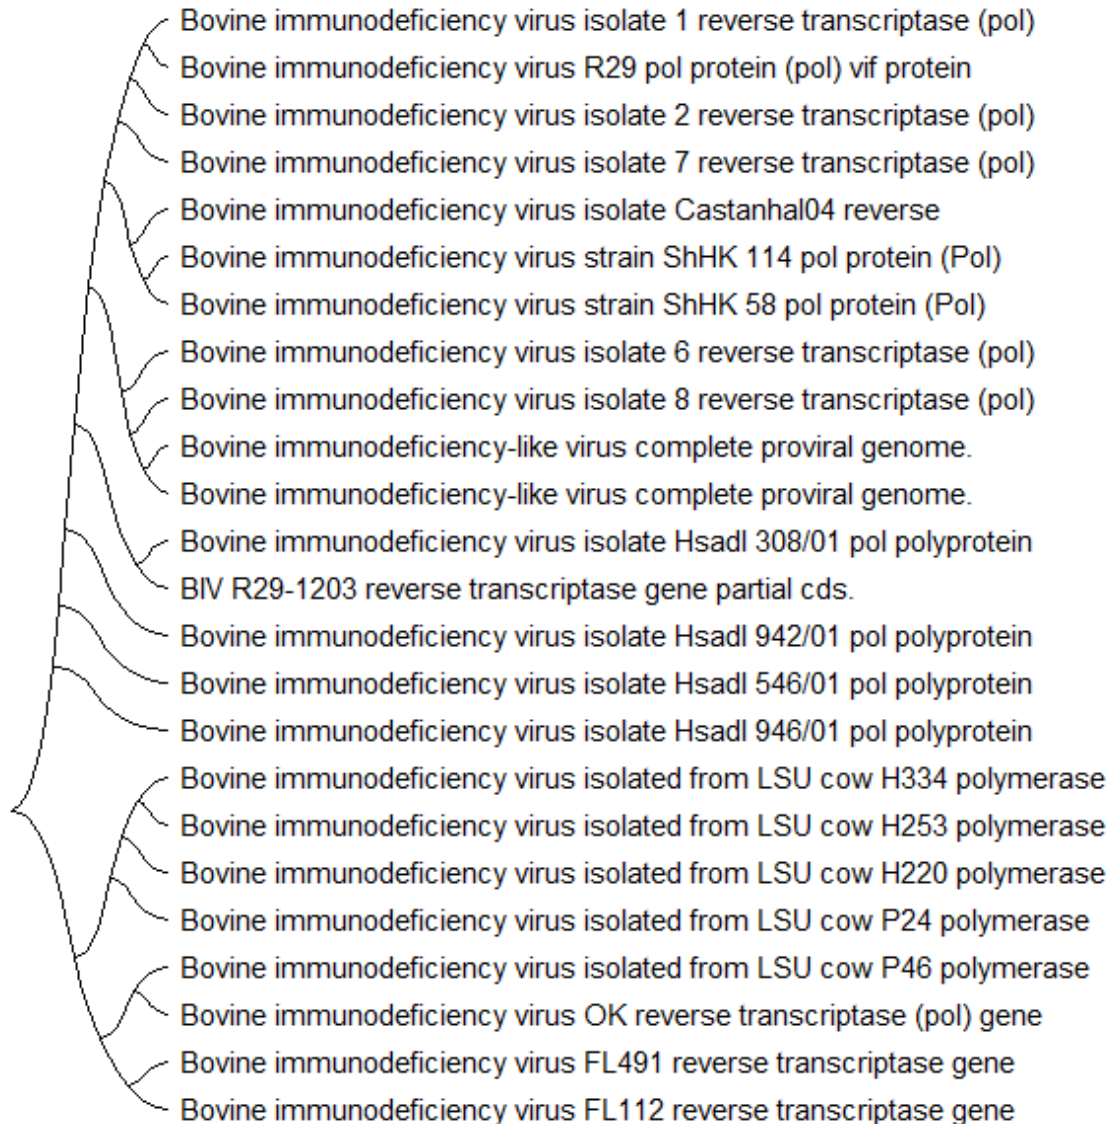 Bovine immunodeficiency virus isolate 1 reverse transcriptase (pol)
Bovine immunodeficiency virus R29 pol protein (pol) vif protein
Bovine immunodeficiency virus isolate 2 reverse transcriptase (pol)
Bovine immunodeficiency virus isolate 7 reverse transcriptase (pol)
Bovine immunodeficiency virus isolate Castanhal04 reverse
Bovine immunodeficiency virus strain ShHK 114 pol protein (Pol)
Bovine immunodeficiency virus strain ShHK 58 pol protein (Pol)
Bovine immunodeficiency virus isolate 6 reverse transcriptase (pol)
Bovine immunodeficiency virus isolate 8 reverse transcriptase (pol)
Bovine immunodeficiency-like virus complete proviral genome.
Bovine immunodeficiency-like virus complete proviral genome.
Bovine immunodeficiency virus isolate Hsadl 308/01 pol polyprotein
BIV R29-1203 reverse transcriptase gene partial cds.
Bovine immunodeficiency virus isolate Hsadl 942/01 pol polyprotein
Bovine immunodeficiency virus isolate Hsadl 546/01 pol polyprotein
Bovine immunodeficiency virus isolate Hsadl 946/01 pol polyprotein
Bovine immunodeficiency virus isolated from LSU cow H334 polymerase
Bovine immunodeficiency virus isolated from LSU cow H253 polymerase
Bovine immunodeficiency virus isolated from LSU cow H220 polymerase
Bovine immunodeficiency virus isolated from LSU cow P24 polymerase
Bovine immunodeficiency virus isolated from LSU cow P46 polymerase
Bovine immunodeficiency virus OK reverse transcriptase (pol) gene
Bovine immunodeficiency virus FL491 reverse transcriptase gene
Bovine immunodeficiency virus FL112 reverse transcriptase gene